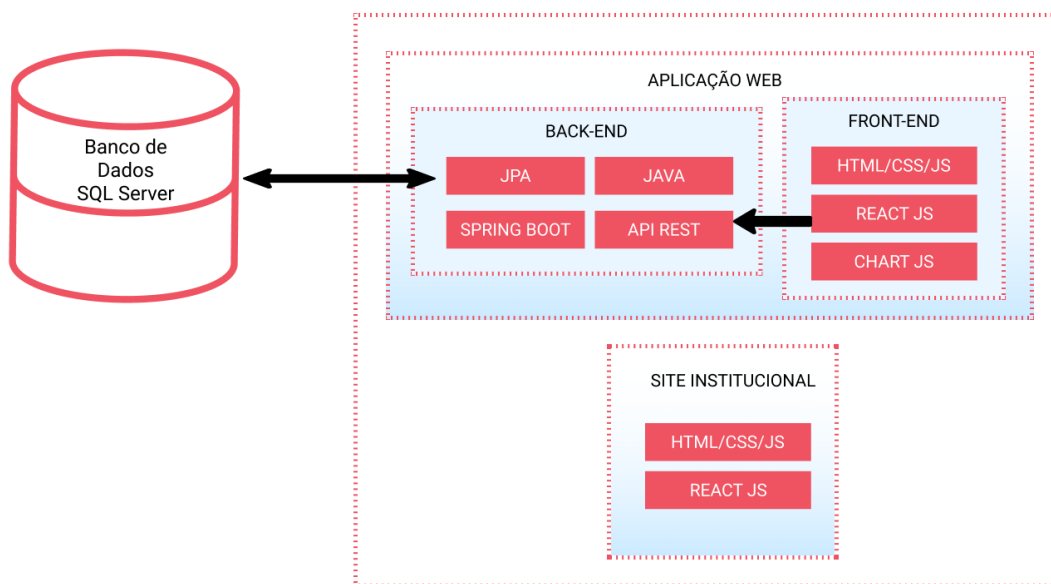 Banco de
Dados
SQL Server
APLICAÇÃO WEB
BACK-END
JPA
JAVA
SPRING BOOT
API REST
FRONT-END
HTML/CSS/JS
REACT JS
CHART JS
SITE INSTITUCIONAL
HTML/CSS/JS
REACT JS